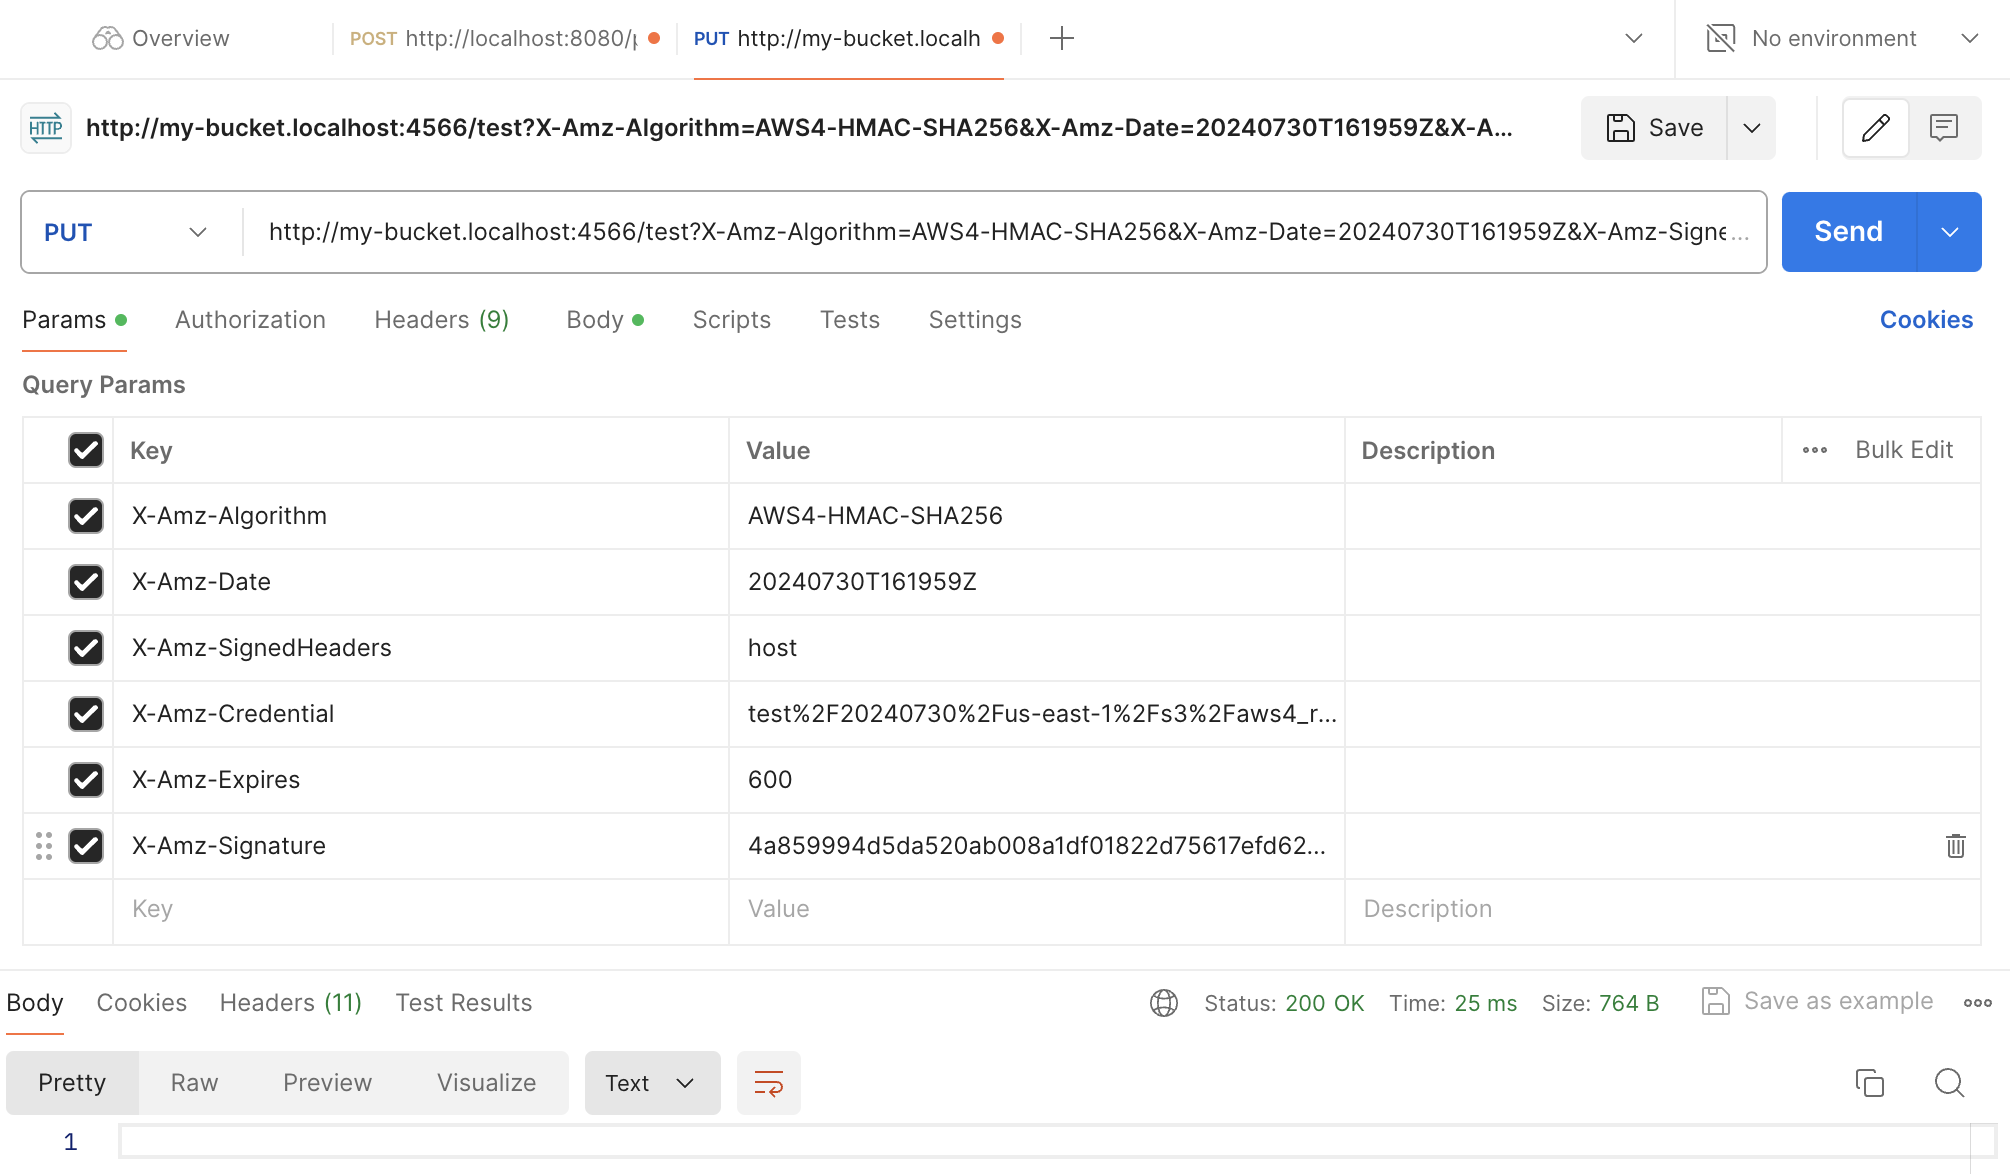 Overview POST http://localhost:8080/p PUT http://my-bucket.localh No environment
HTTP http://my-bucket.localhost:4566/test?X-Amz-Algorithm=AWS4-HMAC-SHA256&X-Amz-Date=20240730T161959Z&X-A... Save
PUT http://my-bucket.localhost:4566/test?X-Amz-Algorithm=AWS4-HMAC-SHA256&X-Amz-Date=20240730T161959Z&X-Amz-Signe... Send
Params Authorization Headers (9) Body Scripts Tests Settings Cookies
Query Params
Key Value Description Bulk Edit
X-Amz-Algorithm AWS4-HMAC-SHA256
X-Amz-Date 20240730T161959Z
X-Amz-SignedHeaders host
X-Amz-Credential test%2F20240730%2Fus-east-1%2Fs3%2Faws4_r...
X-Amz-Expires 600
X-Amz-Signature 4a859994d5da520ab008a1df01822d75617efd62...
Key Value Description
Body Cookies Headers (11) Test Results Status: 200 OK Time: 25 ms Size: 764 B Save as example
Pretty Raw Preview Visualize Text
1